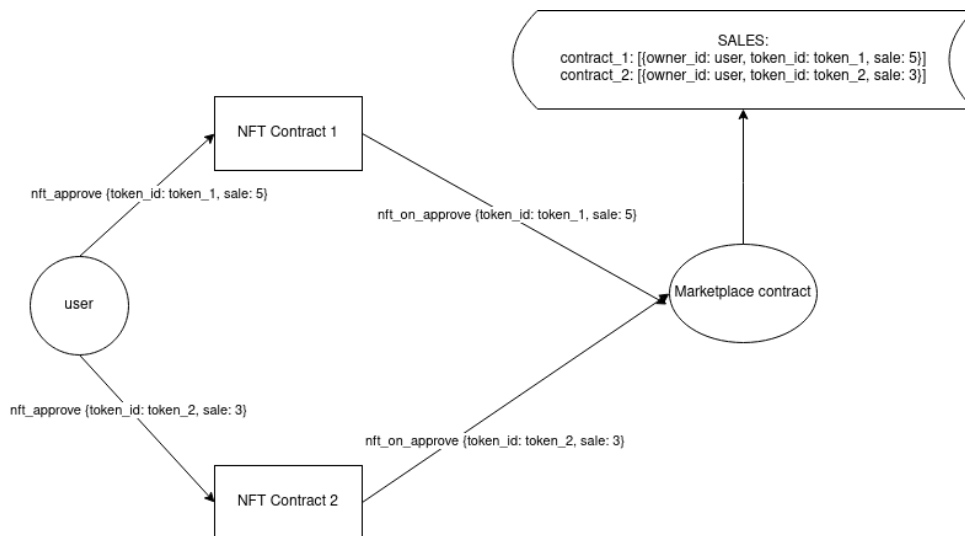 SALES:
contract_1: [{owner_id: user, token_id: token_1, sale: 5}]
contract_2: [{owner_id: user, token_id: token_2, sale: 3}]
NFT Contract 1
nft_approve {token_id: token_1, sale: 5}
nft_on_approve {token_id: token_1, sale: 5}
user
Marketplace contract
nft_approve {token_id: token_2, sale: 3}
nft_on_approve {token_id: token_2, sale: 3}
NFT Contract 2